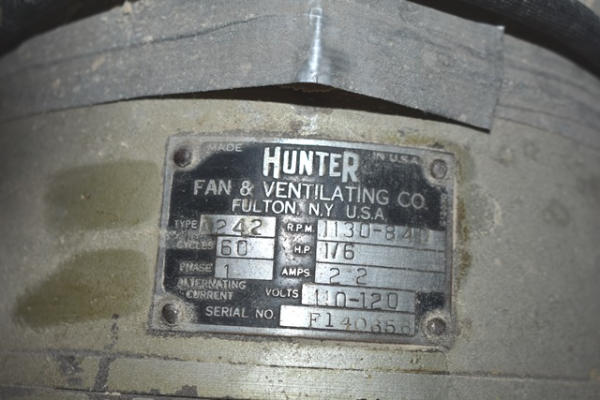 MADE HUNTER IN U.S.A.
FAN & VENTILATING CO.
FULTON, N.Y U.S.A.
TYPE 242 R.P.M. 1130-840
CYCLES 60 H.P. 1/6
PHASE 1 AMPS 2 2
ALTERNATING CURRENT VOLTS 110-120
SERIAL NO.